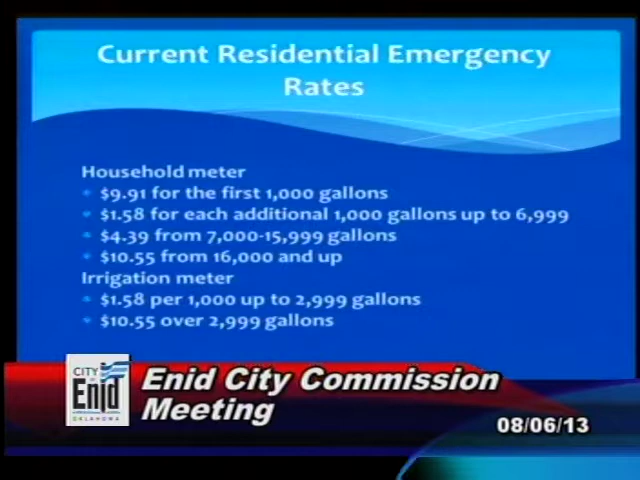 Current Residential Emergency
Rates
Household meter
$9.91 for the first 1,000 gallons
$1.58 for each additional 1,000 gallons up to 6,999
$4.39 from 7,000-15,999 gallons
$10.55 from 16,000 and up
Irrigation meter
$1.58 per 1,000 up to 2,999 gallons
$10.55 over 2,999 gallons
CITY
Enid
OKLAHOMA
Enid City Commission
Meeting
08/06/13